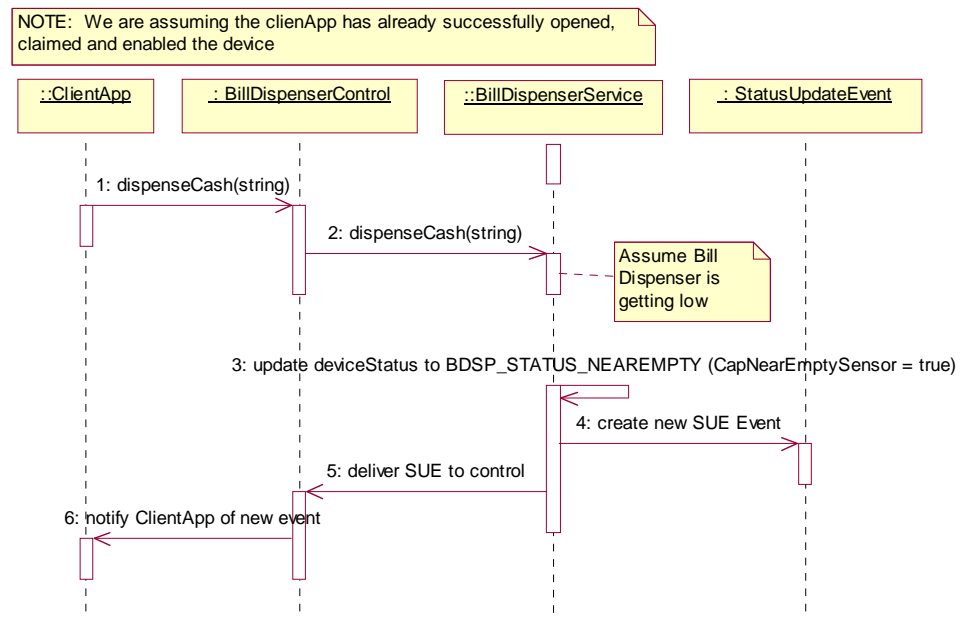 NOTE:  We are assuming the clienApp has already successfully opened,
claimed and enabled the device
::ClientApp
: BillDispenserControl
::BillDispenserService
: StatusUpdateEvent
1: dispenseCash(string)
2: dispenseCash(string)
Assume Bill
Dispenser is
getting low
3: update deviceStatus to BDSP_STATUS_NEAREMPTY (CapNearEmptySensor = true)
4: create new SUE Event
5: deliver SUE to control
6: notify ClientApp of new event